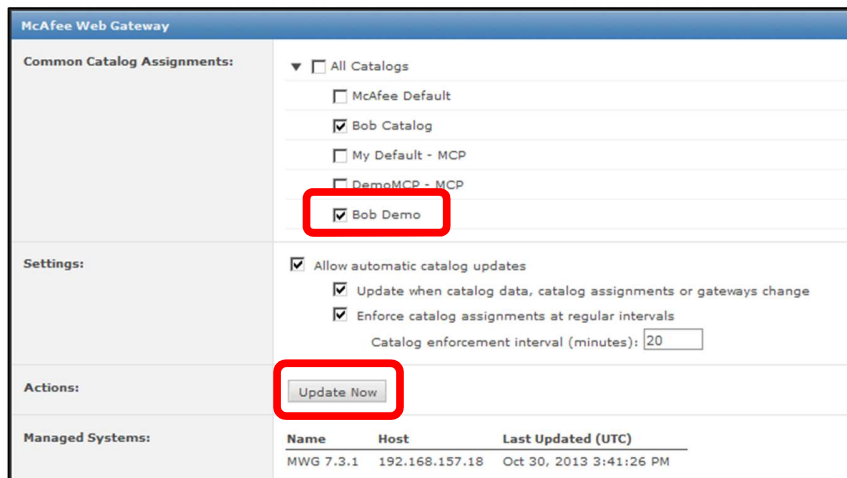 McAfee Web Gateway
Common Catalog Assignments:
All Catalogs
McAfee Default
Bob Catalog
My Default - MCP
DemoMCP - MCP
Bob Demo
Settings:
Allow automatic catalog updates
Update when catalog data, catalog assignments or gateways change
Enforce catalog assignments at regular intervals
Catalog enforcement interval (minutes): 20
Actions:
Update Now
Managed Systems:
Name Host Last Updated (UTC)
MWG 7.3.1 192.168.157.18 Oct 30, 2013 3:41:26 PM